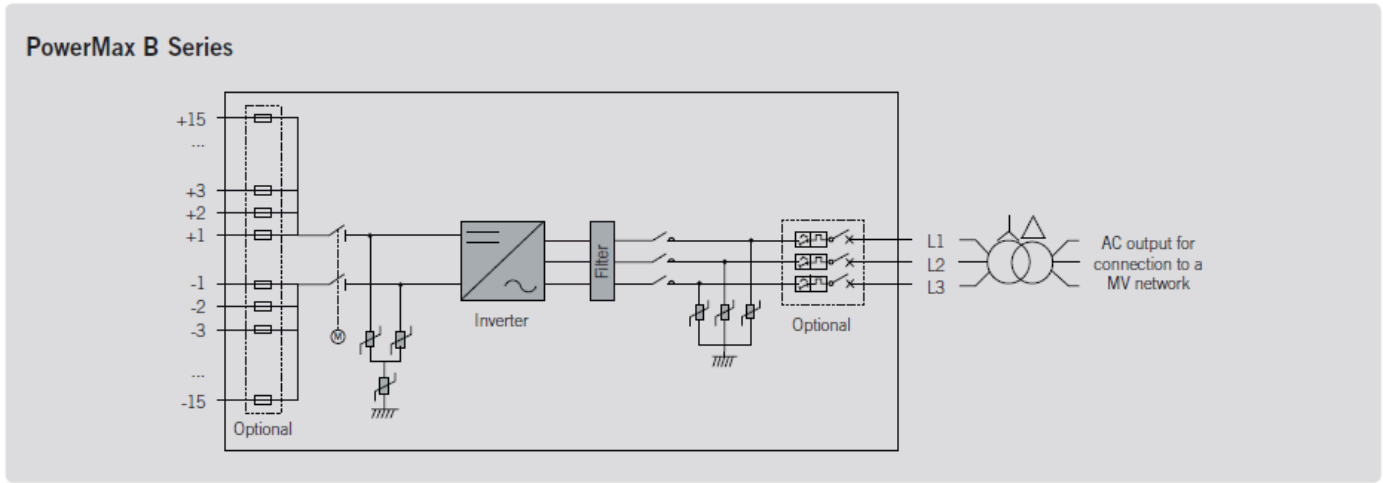 PowerMax B Series
+15
...
+3
+2
+1
-1
-2
-3
...
-15
Optional
M
Inverter
Filter
Optional
L1
L2
L3
AC output for
connection to a
MV network